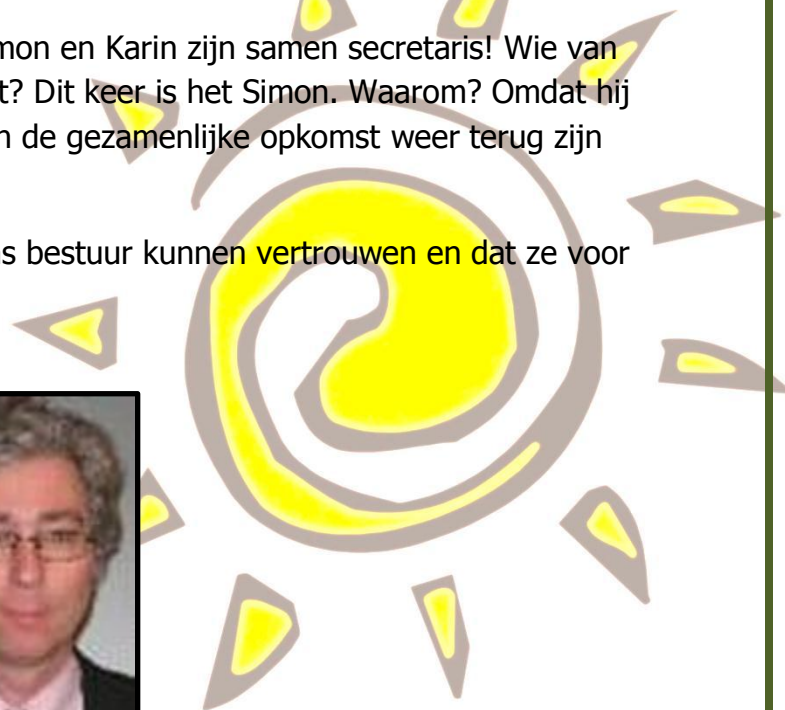 mon en Karin zijn samen secretaris! Wie van
t? Dit keer is het Simon. Waarom? Omdat hij
n de gezamenlijke opkomst weer terug zijn
s bestuur kunnen vertrouwen en dat ze voor